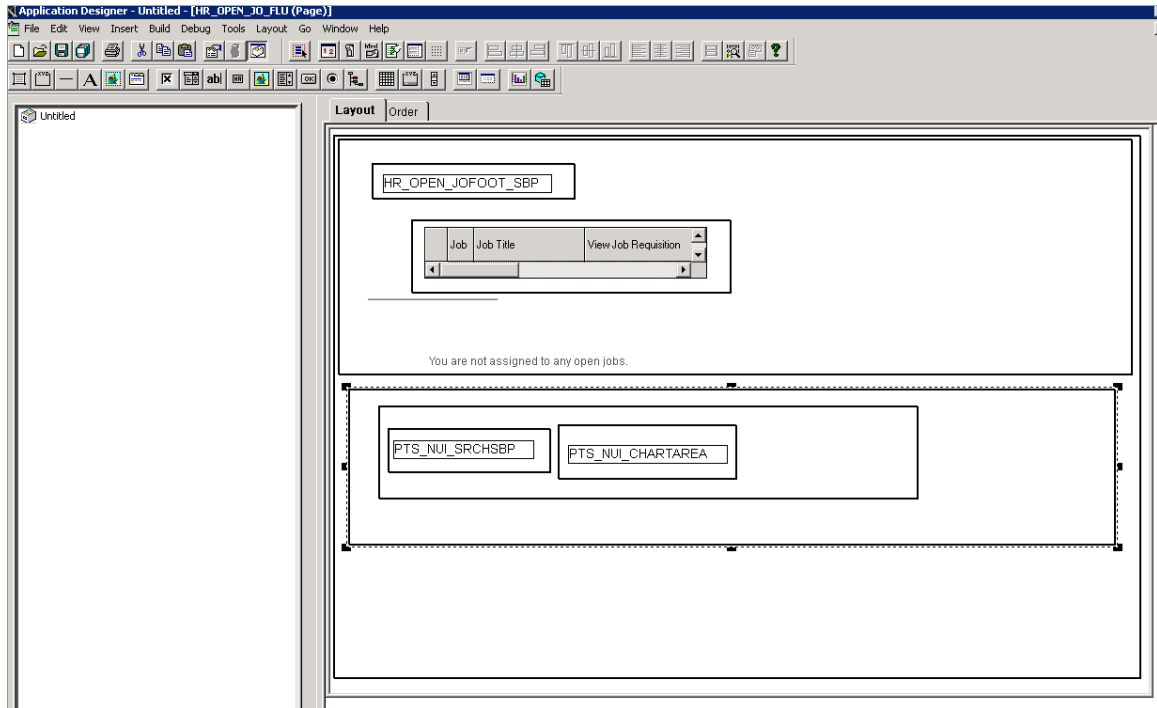 Application Designer - Untitled - [HR_OPEN_JO_FLU (Page)]
File Edit View Insert Build Debug Tools Layout Go Window Help
Untitled
Layout Order
HR_OPEN_JOFOOT_SBP
Job Job Title View Job Requisition
You are not assigned to any open jobs.
PTS_NUI_SRCHSBP
PTS_NUI_CHARTAREA